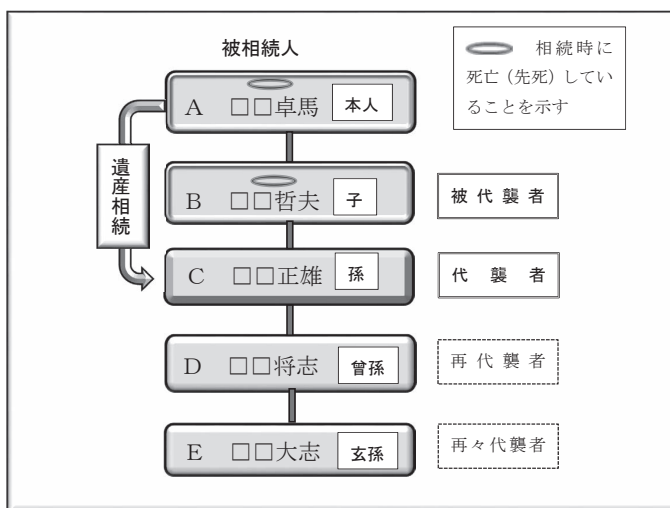 被相続人
相続時に
死亡（先死）してい
ることを示す
A □□卓馬 本人
遺産相続
B □□哲夫 子
被代襲者
C □□正雄 孫
代襲者
D □□将志 曾孫
再代襲者
E □□大志 玄孫
再々代襲者